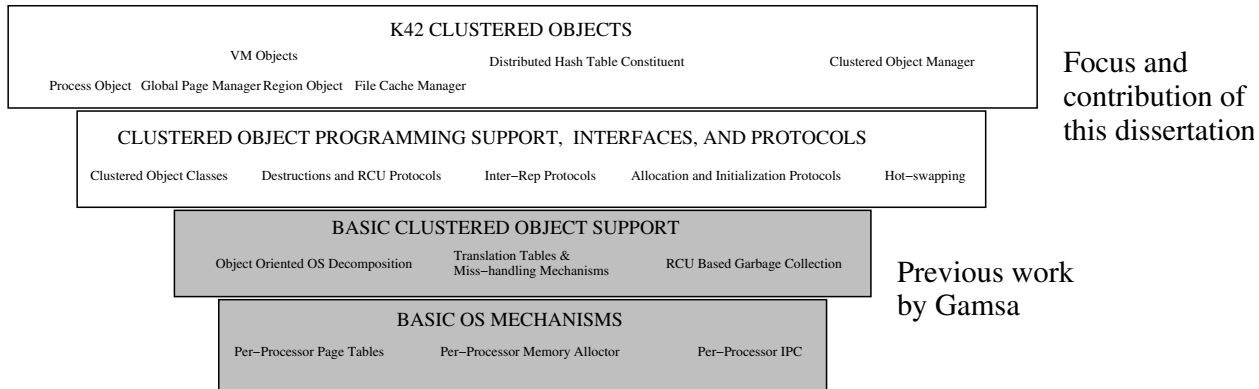 K42 CLUSTERED OBJECTS
VM Objects
Distributed Hash Table Constituent
Clustered Object Manager
Process Object Global Page Manager Region Object File Cache Manager
Focus and
contribution of
this dissertation
CLUSTERED OBJECT PROGRAMMING SUPPORT, INTERFACES, AND PROTOCOLS
Clustered Object Classes Destructions and RCU Protocols Inter−Rep Protocols Allocation and Initialization Protocols Hot−swapping
BASIC CLUSTERED OBJECT SUPPORT
Object Oriented OS Decomposition
Translation Tables &
Miss−handling Mechanisms
RCU Based Garbage Collection
Previous work
by Gamsa
BASIC OS MECHANISMS
Per−Processor Page Tables Per−Processor Memory Alloctor Per−Processor IPC